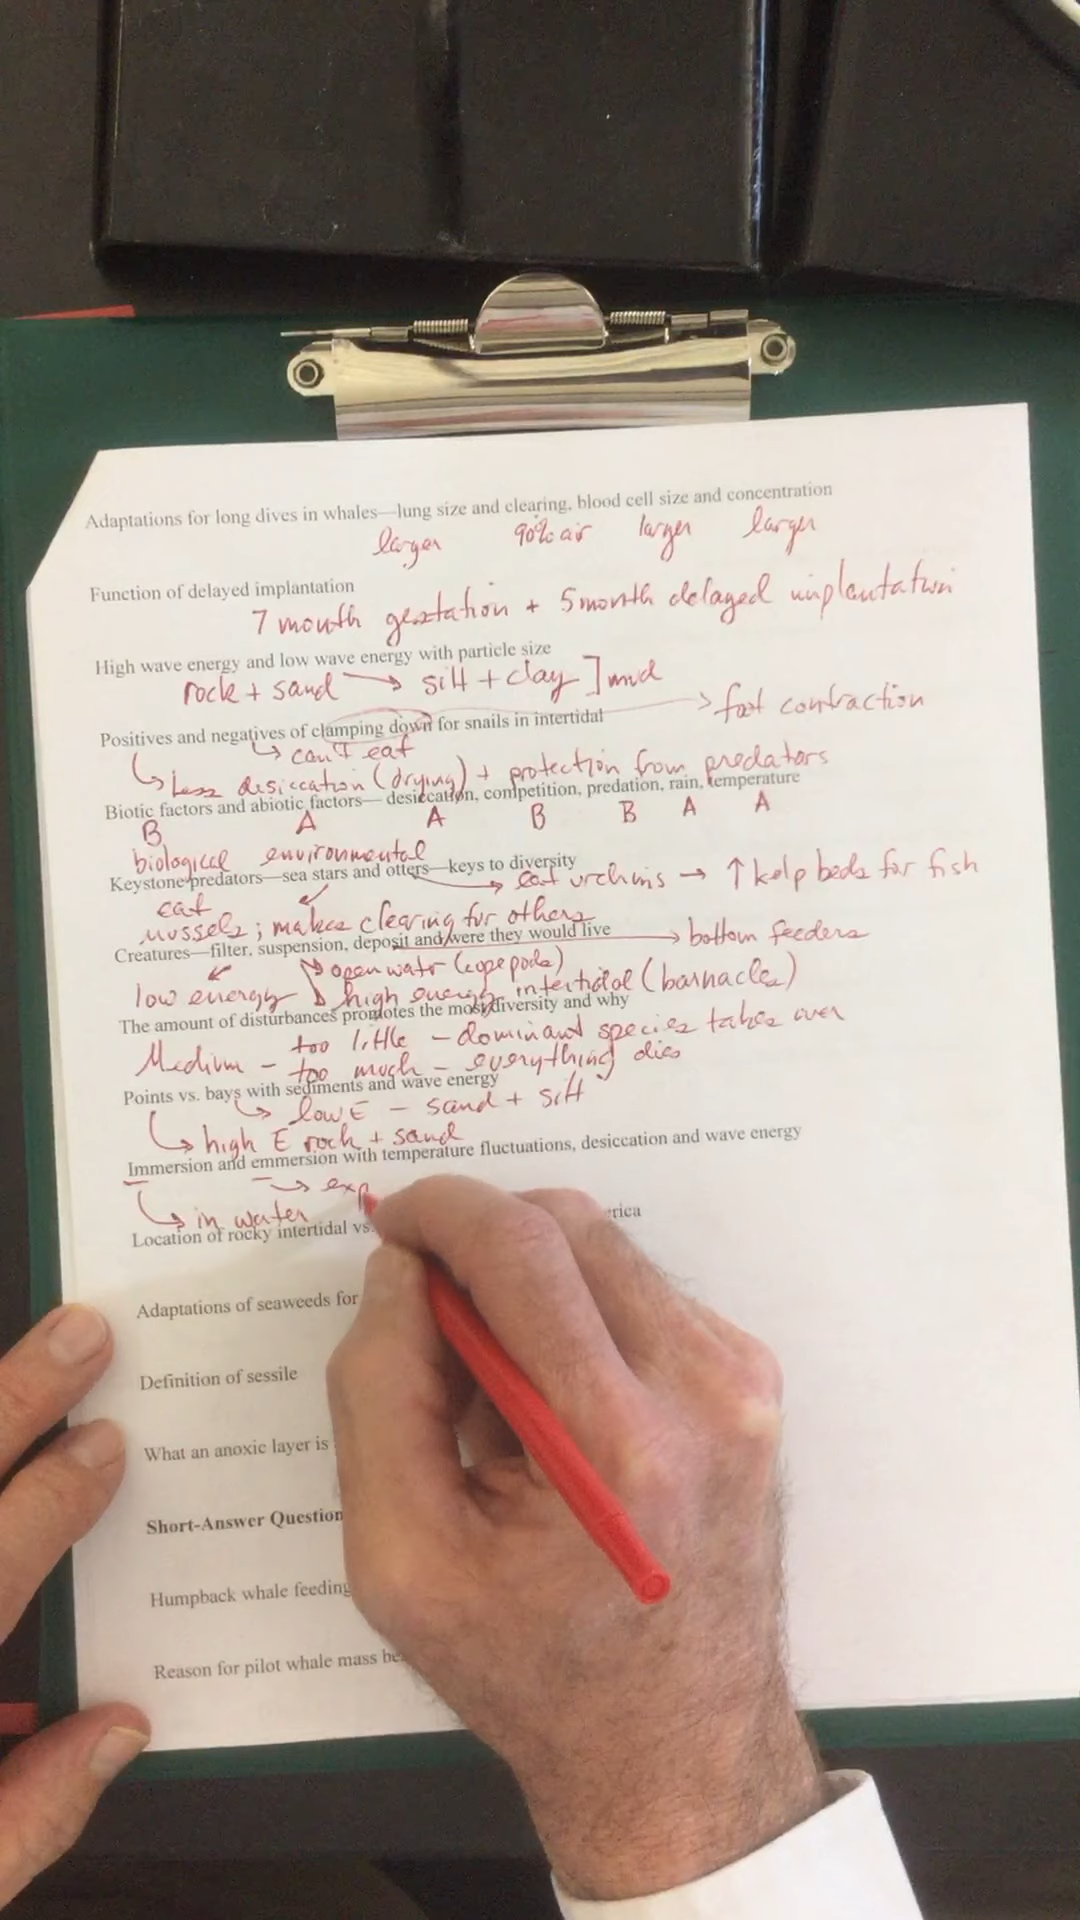 Adaptations for long dives in whales—lung size and clearing, blood cell size and concentration
larger 90% air larger larger
Function of delayed implantation
7 month gestation + 5 month delayed implantation
High wave energy and low wave energy with particle size
rock + sand → silt + clay ] mud
Positives and negatives of clamping down for snails in intertidal → foot contraction
↳ can't eat
↳ Less desiccation (drying) + protection from predators
Biotic factors and abiotic factors— desiccation, competition, predation, rain, temperature
B A A B B A A
biological environmental
Keystone predators—sea stars and otters—keys to diversity
→ eat urchins → ↑ kelp beds for fish
eat
mussels; makes clearing for others
Creatures—filter, suspension, deposit and were they would live → bottom feeders
open water (copepods)
low energy high energy intertidal (barnacles)
The amount of disturbances promotes the most diversity and why
too little – dominant species takes over
Medium – too much – everything dies
Points vs. bays with sediments and wave energy
↳ low E – sand + silt
↳ high E rock + sand
Immersion and emmersion with temperature fluctuations, desiccation and wave energy
→ exp
↳ in water
Location of rocky intertidal vs.
Adaptations of seaweeds for
Definition of sessile
What an anoxic layer is
Short-Answer Question
Humpback whale feeding
Reason for pilot whale mass be